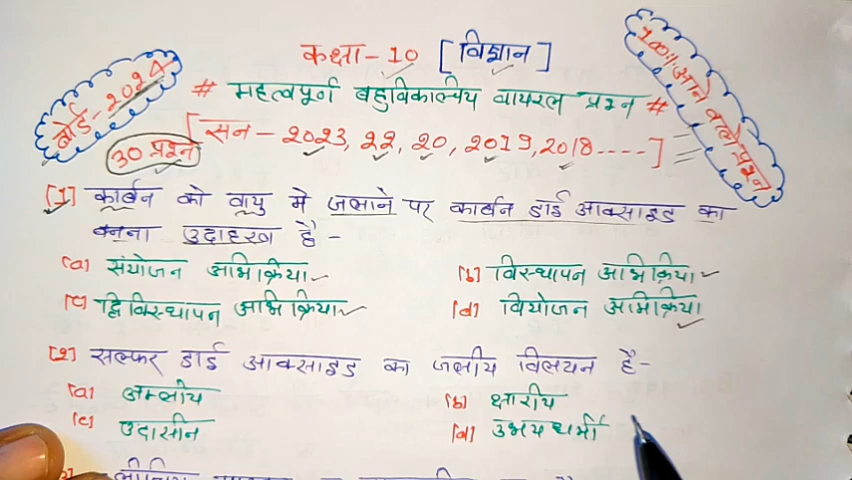 कक्षा-10 [विज्ञान]
बोर्ड-2024
100% आने वाले प्रश्न
# महत्वपूर्ण बहुविकल्पिय वायरल प्रश्न #
30 प्रश्न
[सन-2023, 22, 20, 2019, 2018.....]
[1] कार्बन को वायु मे जलाने पर कार्बन डाई आक्साइड का
बनना उदाहरण है-
(a) संयोजन अभिक्रिया (b) विस्थापन अभिक्रिया
(c) द्विविस्थापन अभिक्रिया (d) वियोजन अभिक्रिया
[2] सल्फर डाई आक्साइड का जलीय विलयन है-
(a) अम्लीय (b) क्षारीय
(c) उदासीन (d) उभयधर्मी